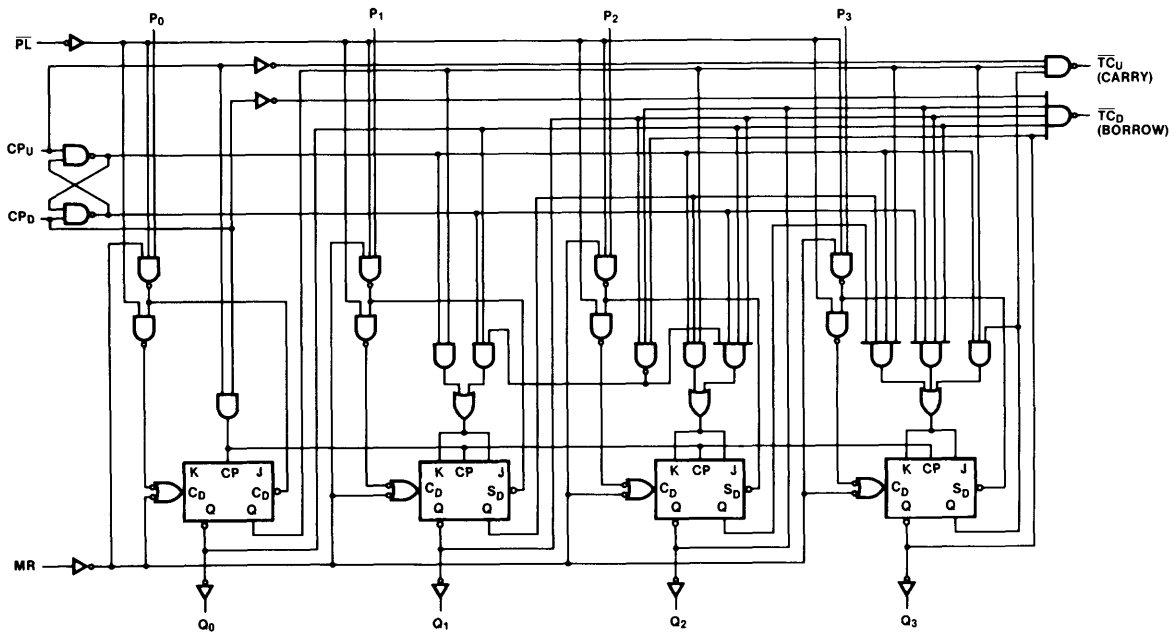 P0 P1 P2 P3
PL
TCU
(CARRY)
CPU
TCD
(BORROW)
CPD
K CP J
CD CD
Q Q
K CP J
CD SD
Q Q
K CP J
CD SD
Q Q
K CP J
CD SD
Q Q
MR
Q0 Q1 Q2 Q3